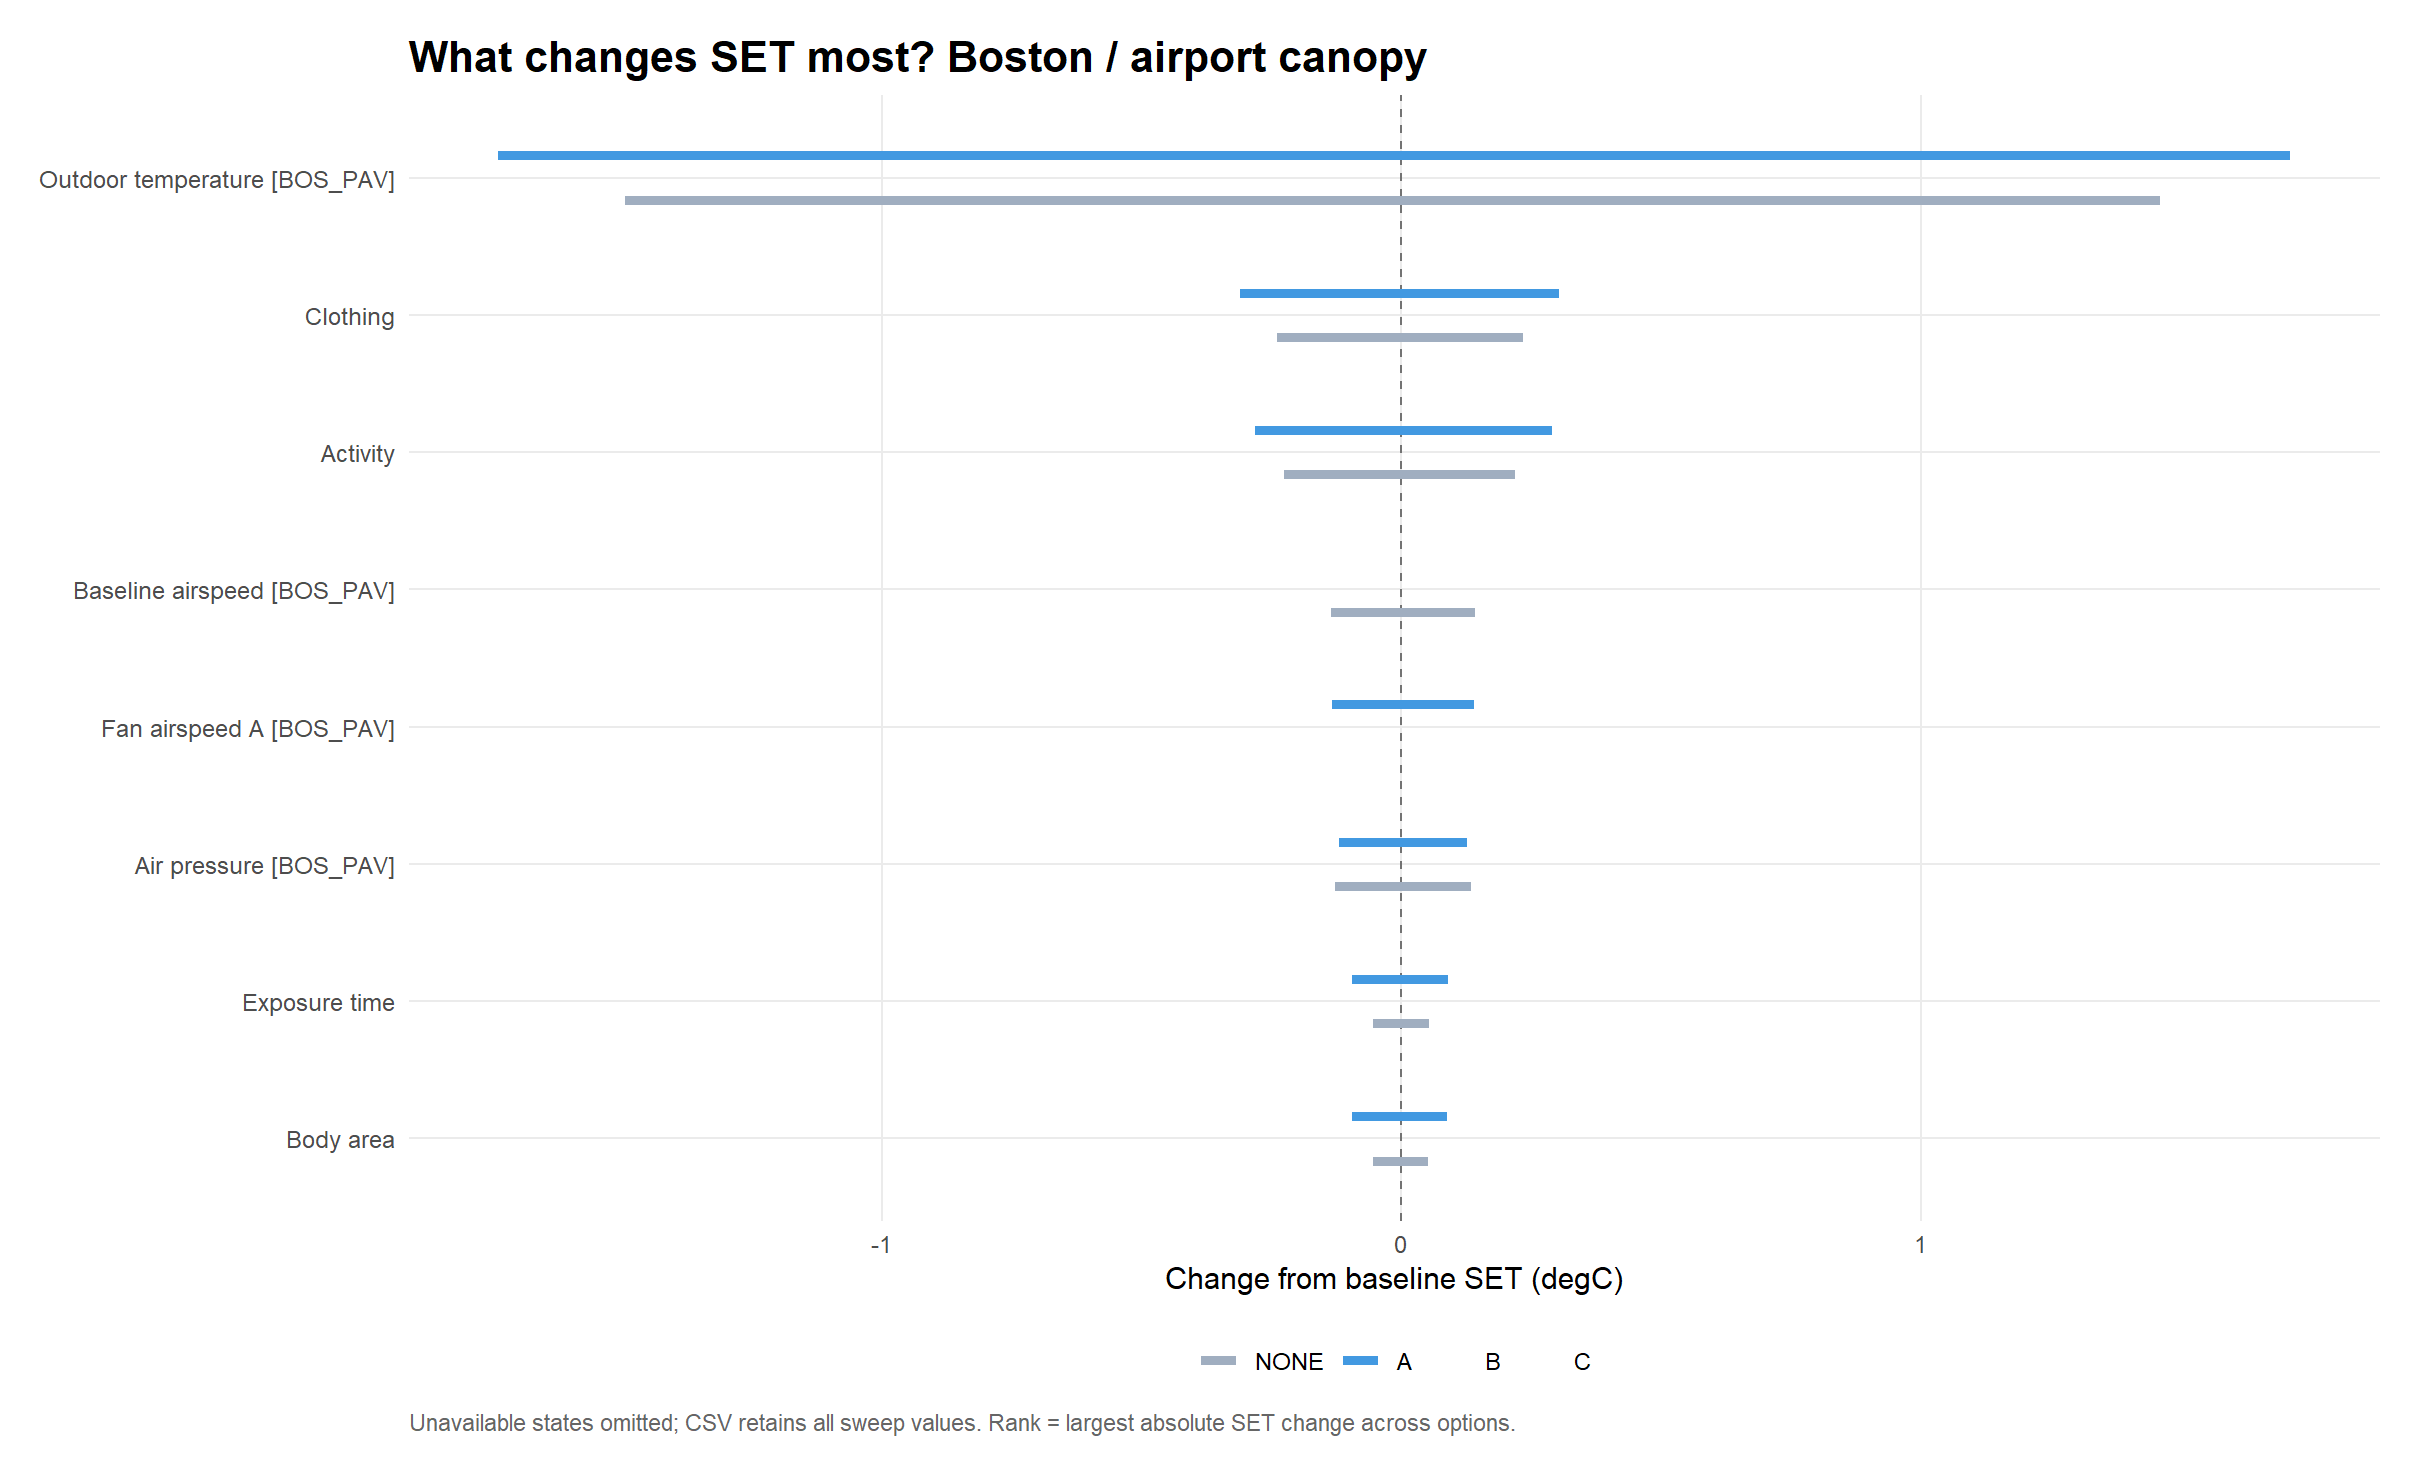 What changes SET most? Boston / airport canopy
Outdoor temperature [BOS_PAV]
Clothing
Activity
Baseline airspeed [BOS_PAV]
Fan airspeed A [BOS_PAV]
Air pressure [BOS_PAV]
Exposure time
Body area
-1 0 1
Change from baseline SET (degC)
NONE A B C
Unavailable states omitted; CSV retains all sweep values. Rank = largest absolute SET change across options.